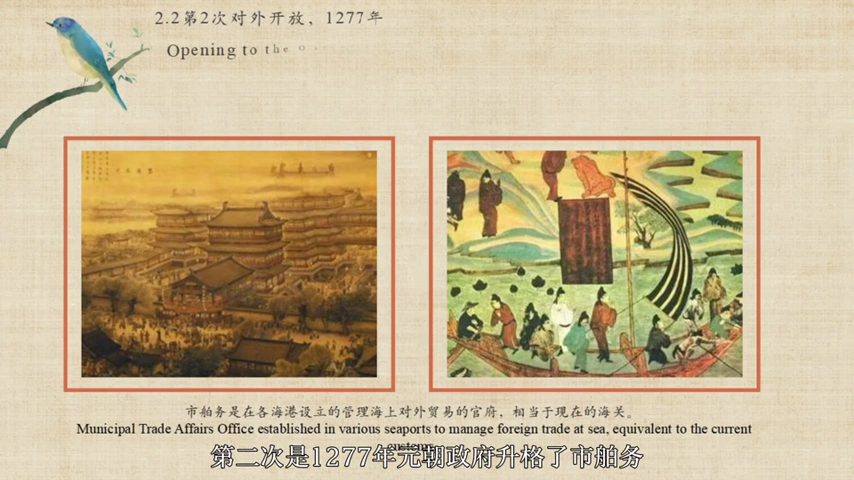 2.2第2次对外开放，1277年
Opening to the o
市舶务是在各海港设立的管理海上对外贸易的官府，相当于现在的海关。
Municipal Trade Affairs Office established in various seaports to manage foreign trade at sea, equivalent to the current
第二次是1277年元朝政府升格了市舶务